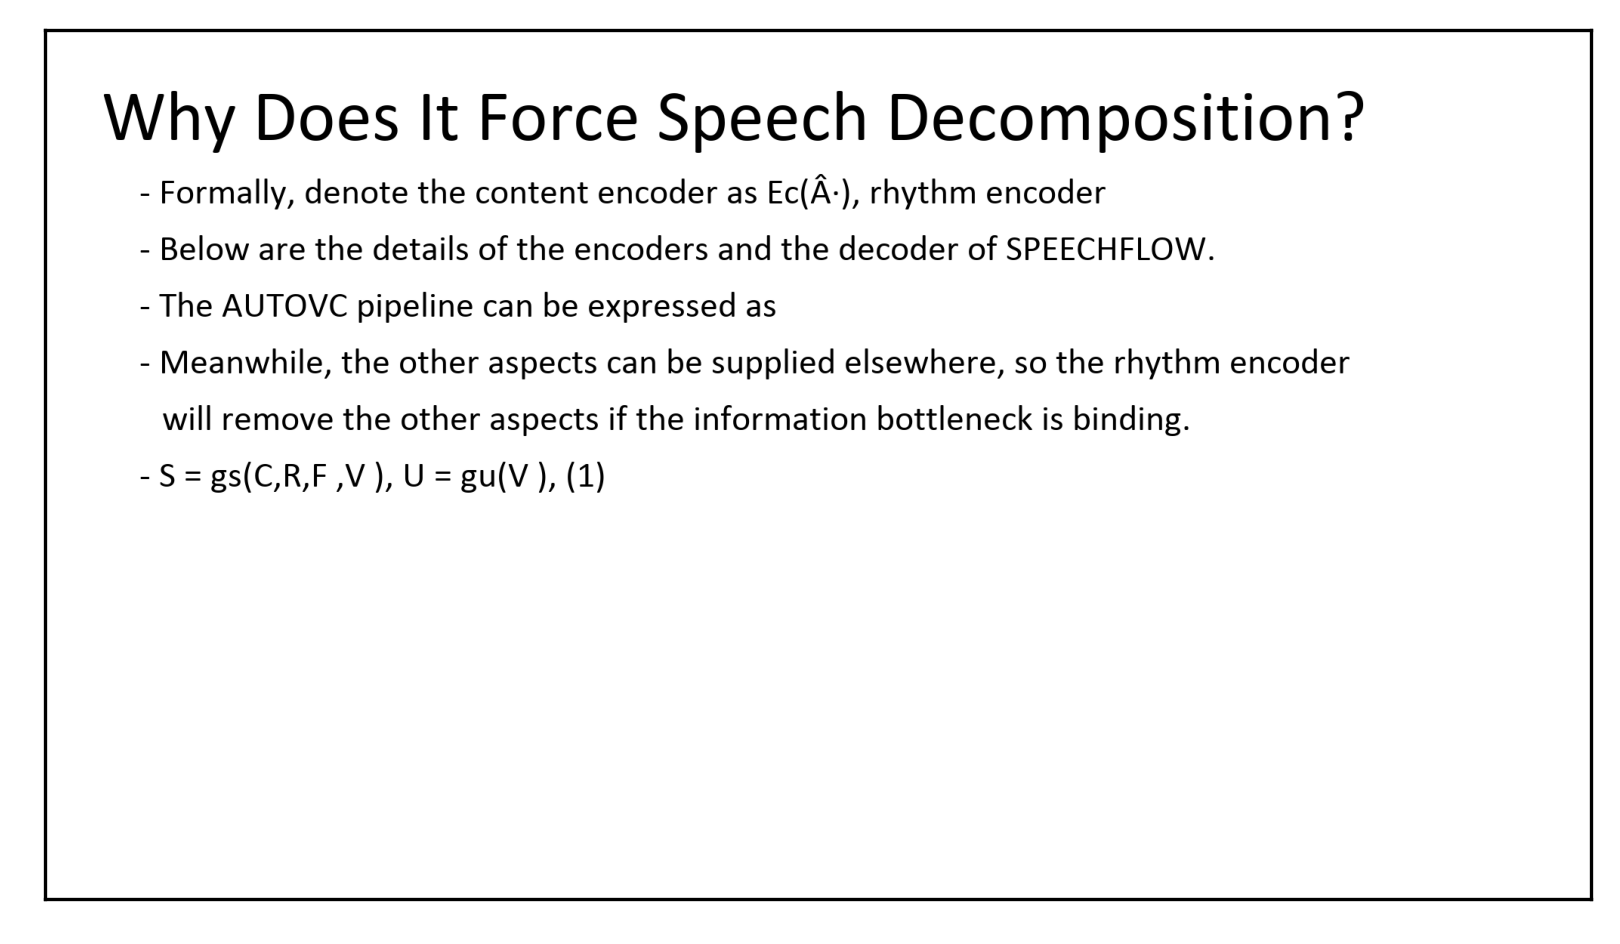 Why Does It Force Speech Decomposition?
- Formally, denote the content encoder as Ec(Â·), rhythm encoder
- Below are the details of the encoders and the decoder of SPEECHFLOW.
- The AUTOVC pipeline can be expressed as
- Meanwhile, the other aspects can be supplied elsewhere, so the rhythm encoder
will remove the other aspects if the information bottleneck is binding.
- S = gs(C,R,F ,V ), U = gu(V ), (1)